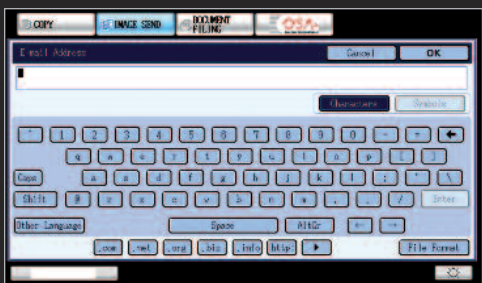 COPY IMAGE SEND DOCUMENT FILING OSA
E-mail Address Cancel OK
Characters Symbols
1 2 3 4 5 6 7 8 9 0 - =
q w e r t y u i o p [ ]
Caps a s d f g h j k l ; ' \
Shift z x c v b n m , . / Enter
Other Language Space AltGr
.com .net .org .biz .info http: File Format